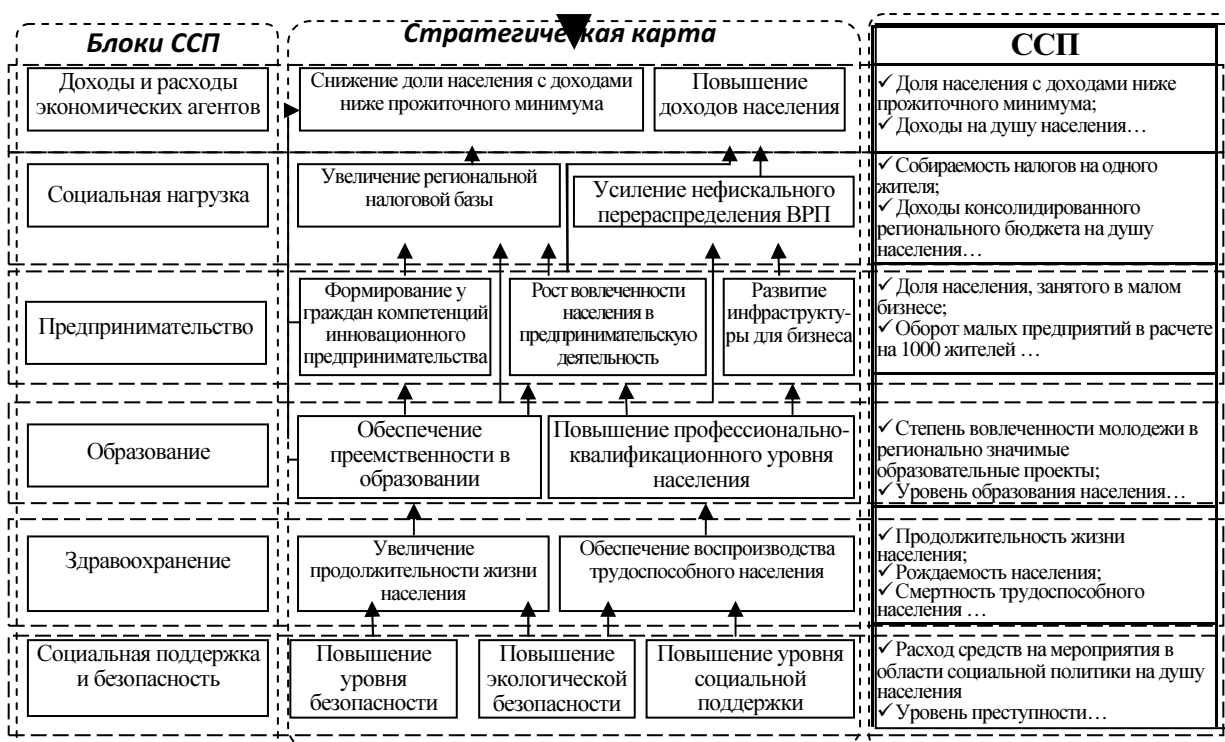 Блоки ССП
Стратегическая карта
ССП
Доходы и расходы
экономических агентов
Снижение доли населения с доходами
ниже прожиточного минимума
Повышение
доходов населения
✓ Доля населения с доходами ниже
прожиточного минимума;
✓ Доходы на душу населения…
Социальная нагрузка
Увеличение региональной
налоговой базы
Усиление нефискального
перераспределения ВРП
✓ Собираемость налогов на одного
жителя;
✓ Доходы консолидированного
регионального бюджета на душу
населения…
Предпринимательство
Формирование у
граждан компетенций
инновационного
предпринимательства
Рост вовлеченности
населения в
предпринимательскую
деятельность
Развитие
инфраструкту-
ры для бизнеса
✓ Доля населения, занятого в малом
бизнесе;
✓ Оборот малых предприятий в расчете
на 1000 жителей …
Образование
Обеспечение
преемственности в
образовании
Повышение профессионально-
квалификационного уровня
населения
✓ Степень вовлеченности молодежи в
регионально значимые
образовательные проекты;
✓ Уровень образования населения…
Здравоохранение
Увеличение
продолжительности жизни
населения
Обеспечение воспроизводства
трудоспособного населения
✓ Продолжительность жизни
населения;
✓ Рождаемость населения;
✓ Смертность трудоспособного
населения …
Социальная поддержка
и безопасность
Повышение
уровня
безопасности
Повышение
экологической
безопасности
Повышение уровня
социальной
поддержки
✓ Расход средств на мероприятия в
области социальной политики на душу
населения
✓ Уровень преступности…